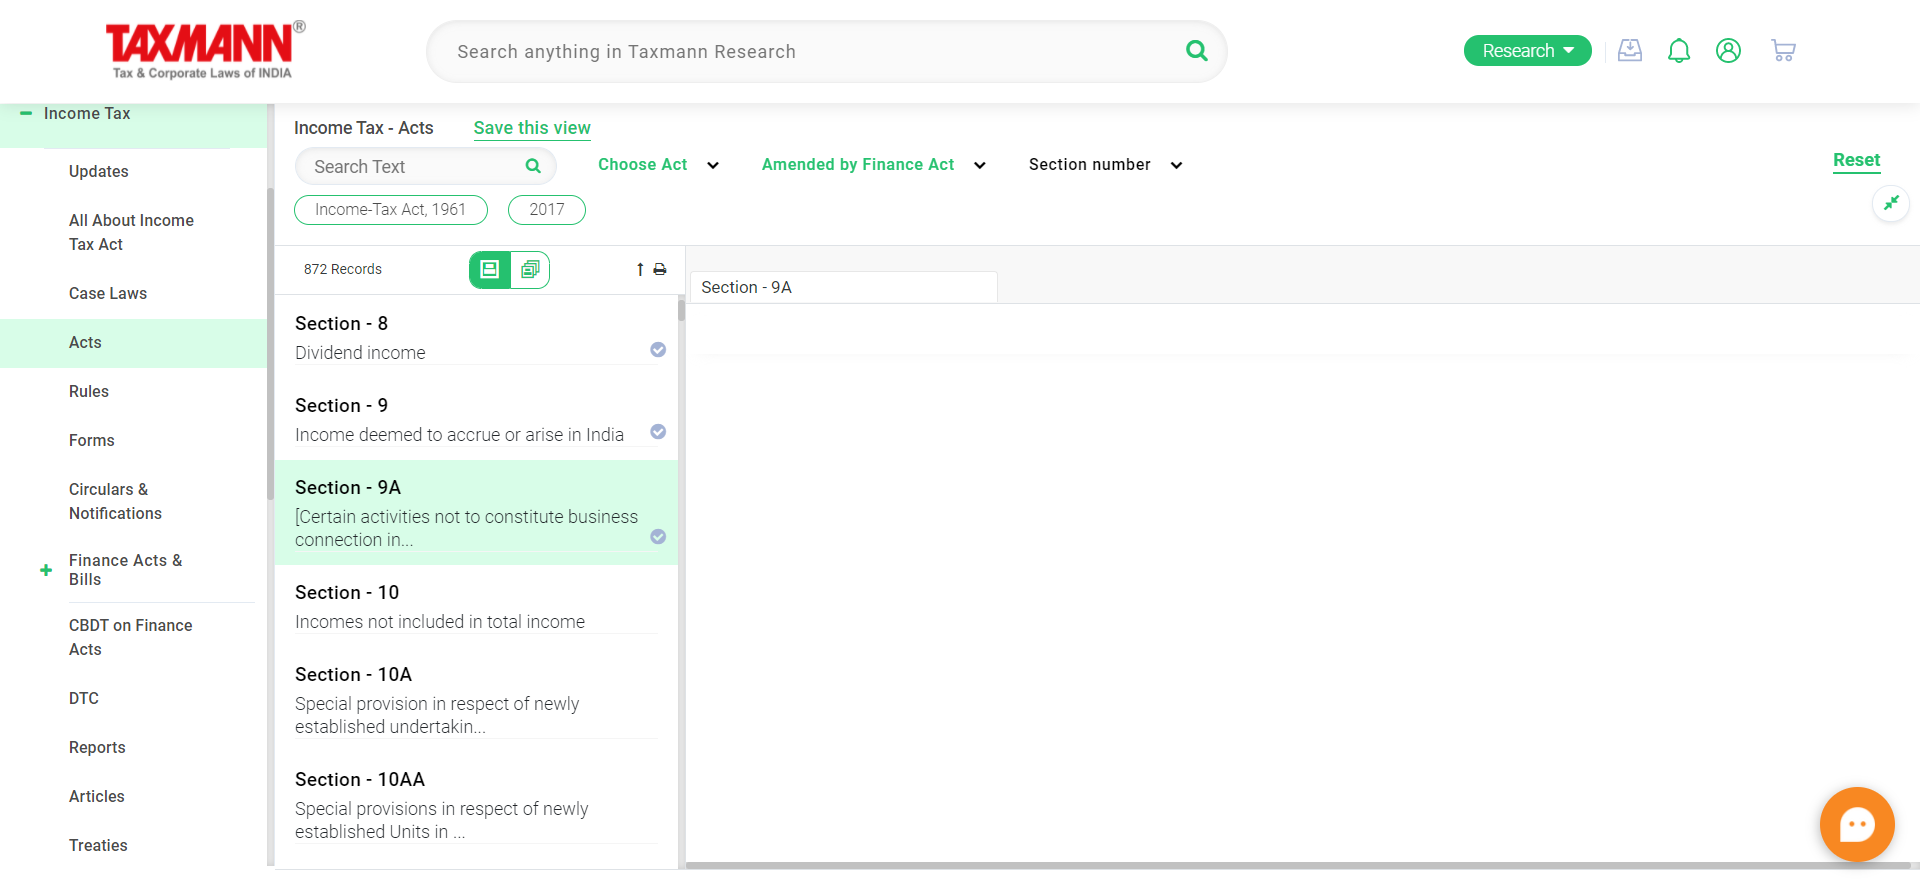 TAXMANN®
Tax & Corporate Laws of INDIA
Search anything in Taxmann Research
Research
Income Tax
Updates
All About Income
Tax Act
Case Laws
Acts
Rules
Forms
Circulars &
Notifications
Finance Acts &
Bills
CBDT on Finance
Acts
DTC
Reports
Articles
Treaties
Income Tax - Acts
Save this view
Search Text
Choose Act
Amended by Finance Act
Section number
Reset
Income-Tax Act, 1961
2017
872 Records
Section - 8
Dividend income
Section - 9
Income deemed to accrue or arise in India
Section - 9A
[Certain activities not to constitute business
connection in...
Section - 10
Incomes not included in total income
Section - 10A
Special provision in respect of newly
established undertakin...
Section - 10AA
Special provisions in respect of newly
established Units in ...
Section - 9A